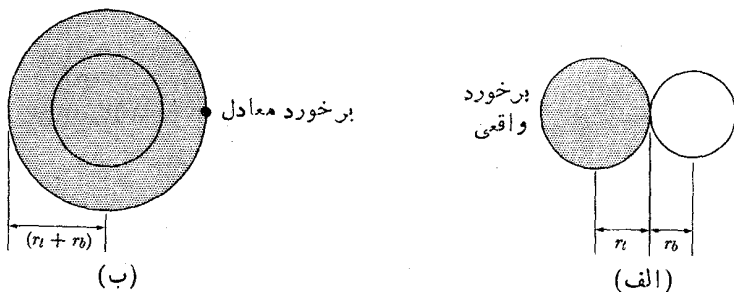 برخورد
واقعی
r_t
r_b
(الف)
برخورد معادل
(r_t + r_b)
(ب)